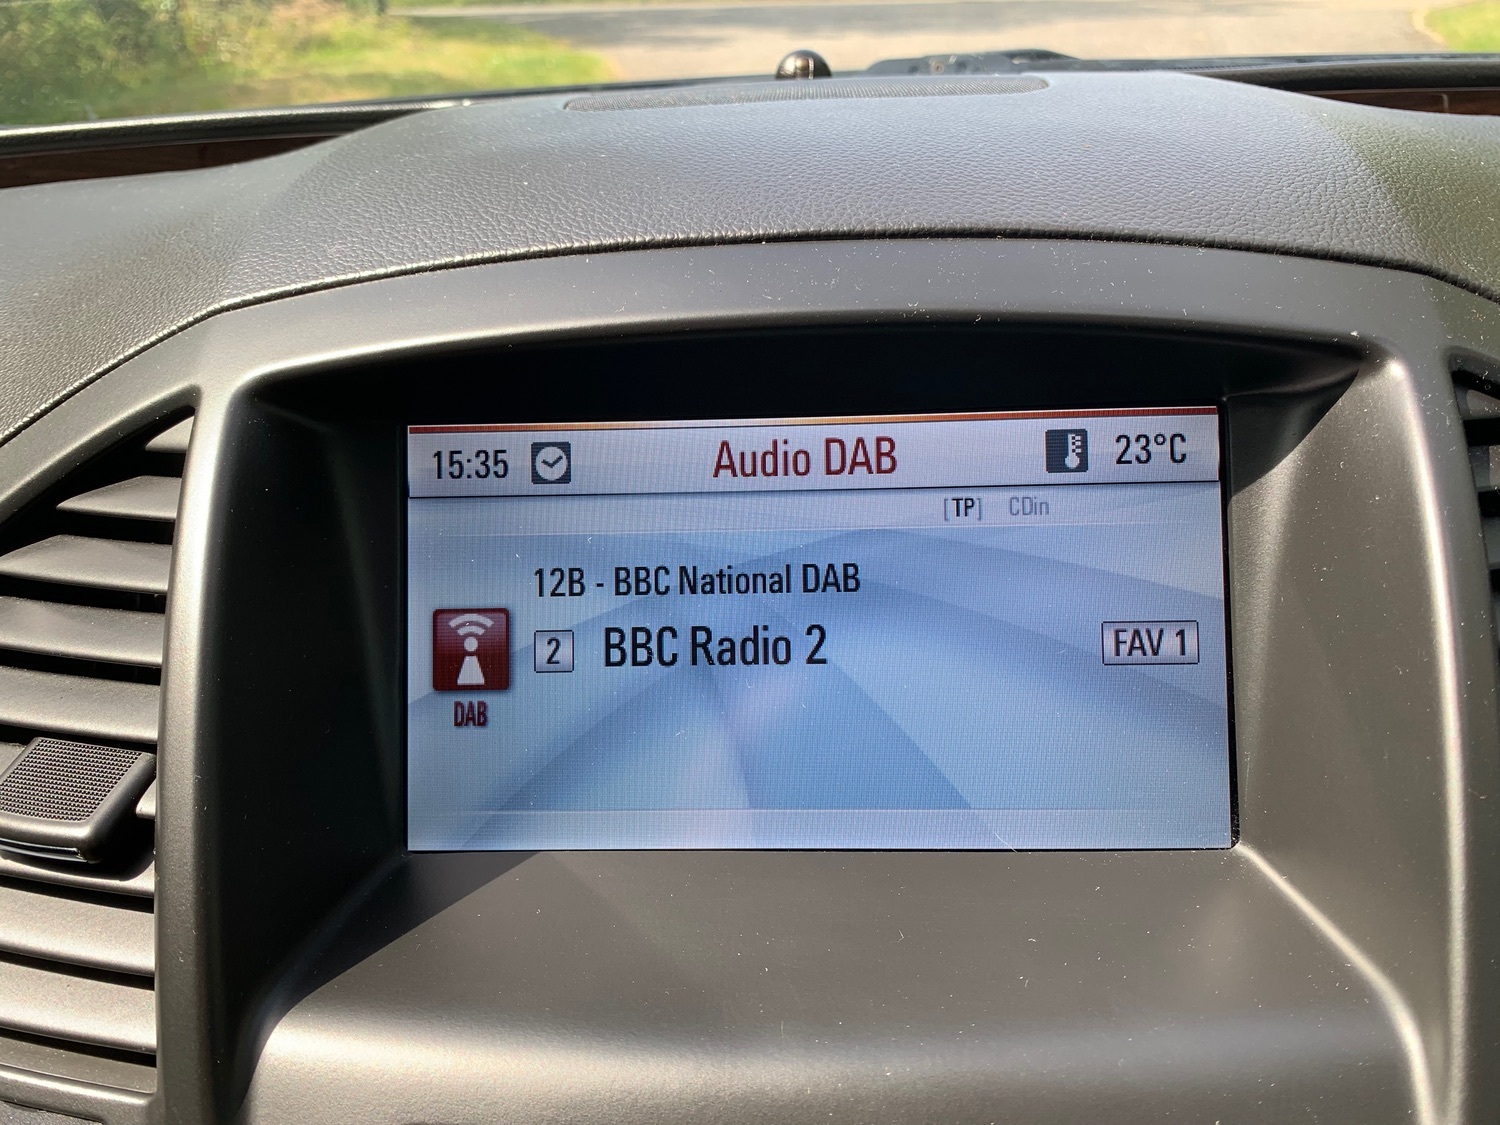 15:35 Audio DAB 23°C
[TP] CDin
12B - BBC National DAB
2 BBC Radio 2 FAV 1
DAB